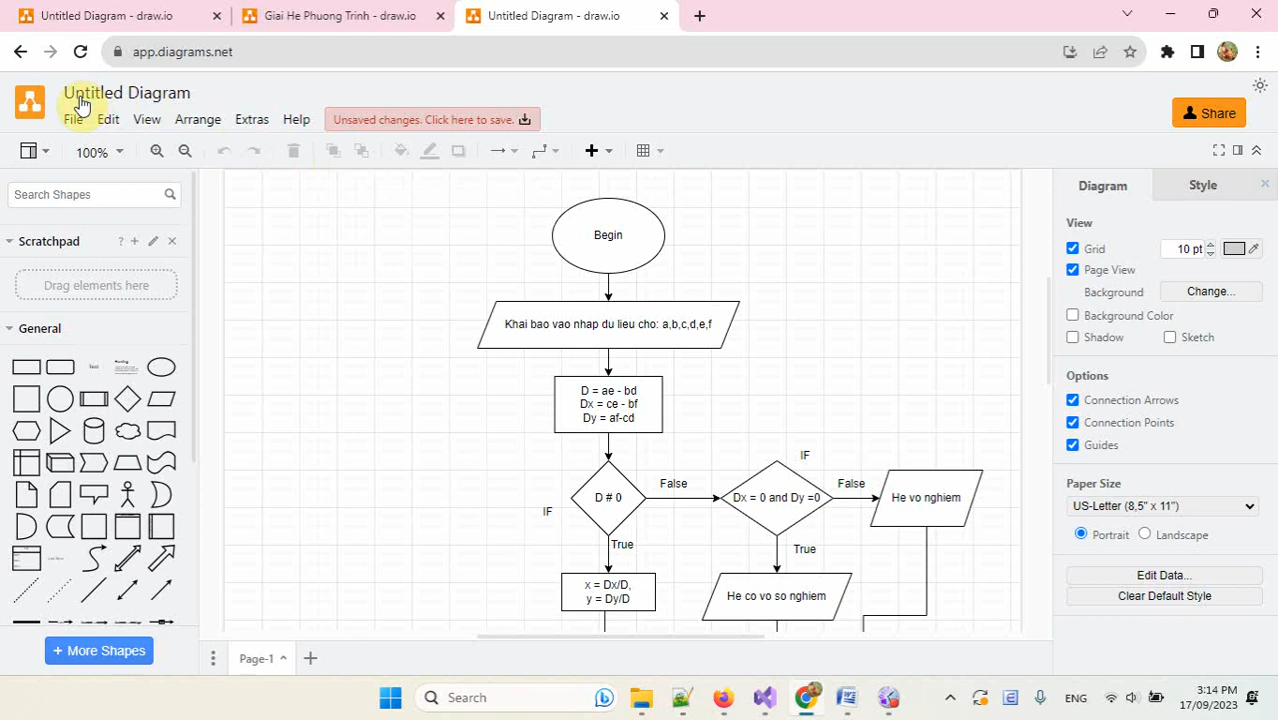 Untitled Diagram - draw.io
Giai He Phuong Trinh - draw.io
Untitled Diagram - draw.io
app.diagrams.net
Untitled Diagram
File Edit View Arrange Extras Help
Unsaved changes. Click here to save.
Share
100%
Search Shapes
Scratchpad
?
Drag elements here
General
Text
Heading
List Item
+ More Shapes
Begin
Khai bao vao nhap du lieu cho: a,b,c,d,e,f
D = ae - bd
Dx = ce - bf
Dy = af-cd
D # 0
IF
False
True
IF
Dx = 0 and Dy =0
False
True
He vo nghiem
x = Dx/D,
y = Dy/D
He co vo so nghiem
Page-1
Diagram
Style
View
Grid
10 pt
Page View
Background
Change...
Background Color
Shadow
Sketch
Options
Connection Arrows
Connection Points
Guides
Paper Size
US-Letter (8,5" x 11")
Portrait
Landscape
Edit Data...
Clear Default Style
Search
ENG
3:14 PM
17/09/2023